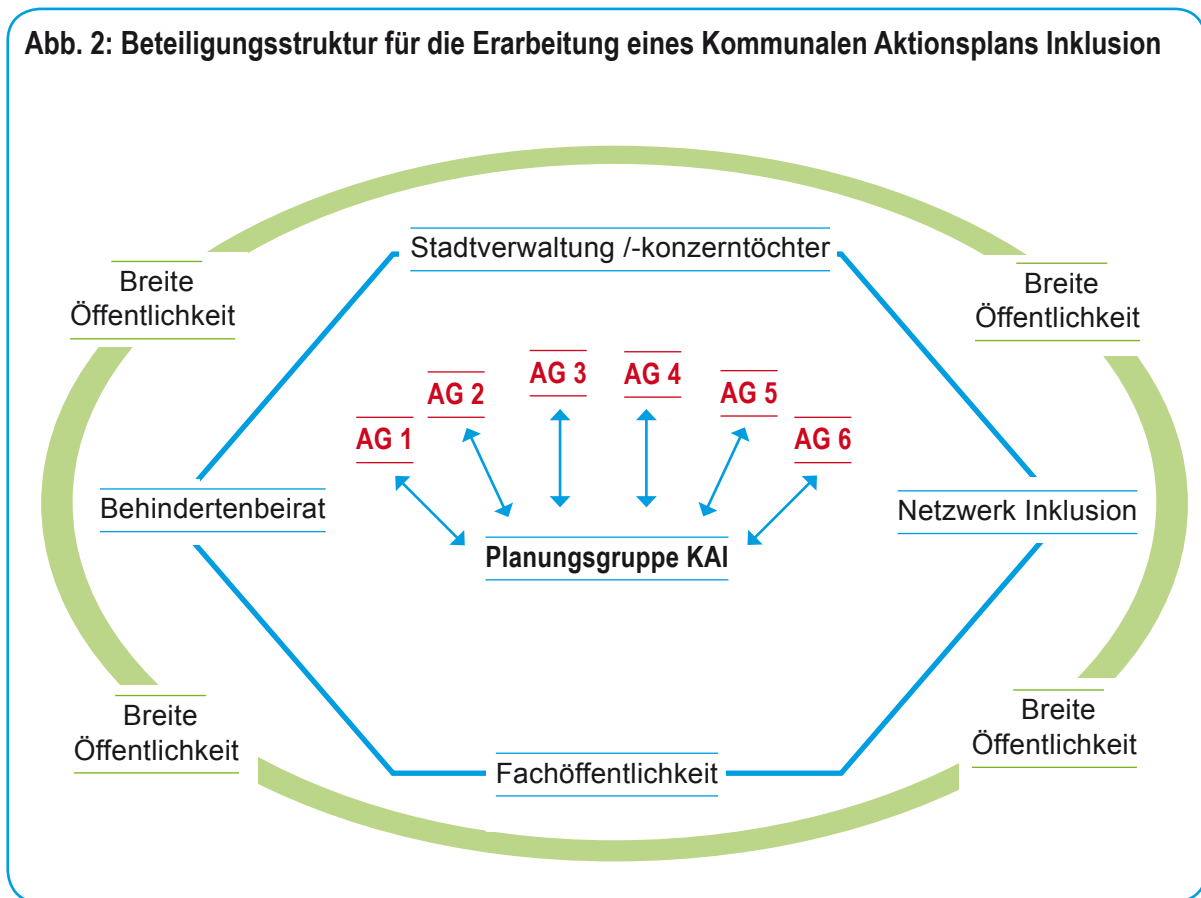 Abb. 2: Beteiligungsstruktur für die Erarbeitung eines Kommunalen Aktionsplans Inklusion
Stadtverwaltung /-konzerntöchter
Breite
Öffentlichkeit
Breite
Öffentlichkeit
AG 1
AG 2
AG 3
AG 4
AG 5
AG 6
Behindertenbeirat
Netzwerk Inklusion
Planungsgruppe KAI
Breite
Öffentlichkeit
Breite
Öffentlichkeit
Fachöffentlichkeit